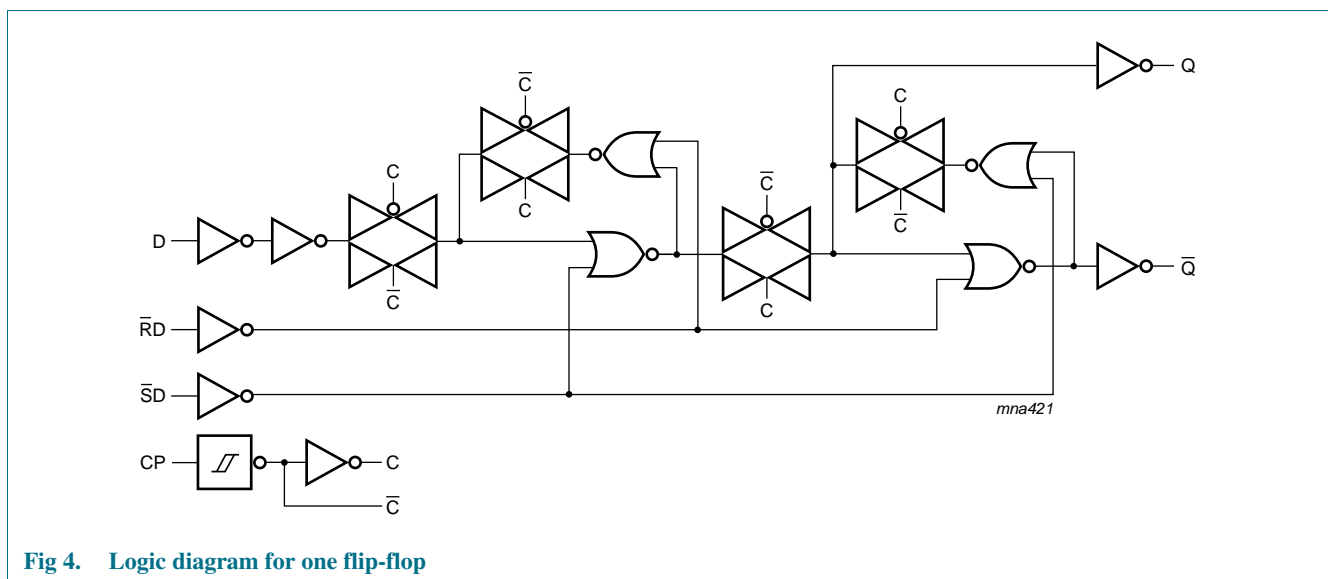 C̅
C
Q
C
C
C̅
C
D
C̅
C
C̅
Q̅
R̅D
S̅D
mna421
CP
C
C̅
Fig 4. Logic diagram for one flip-flop